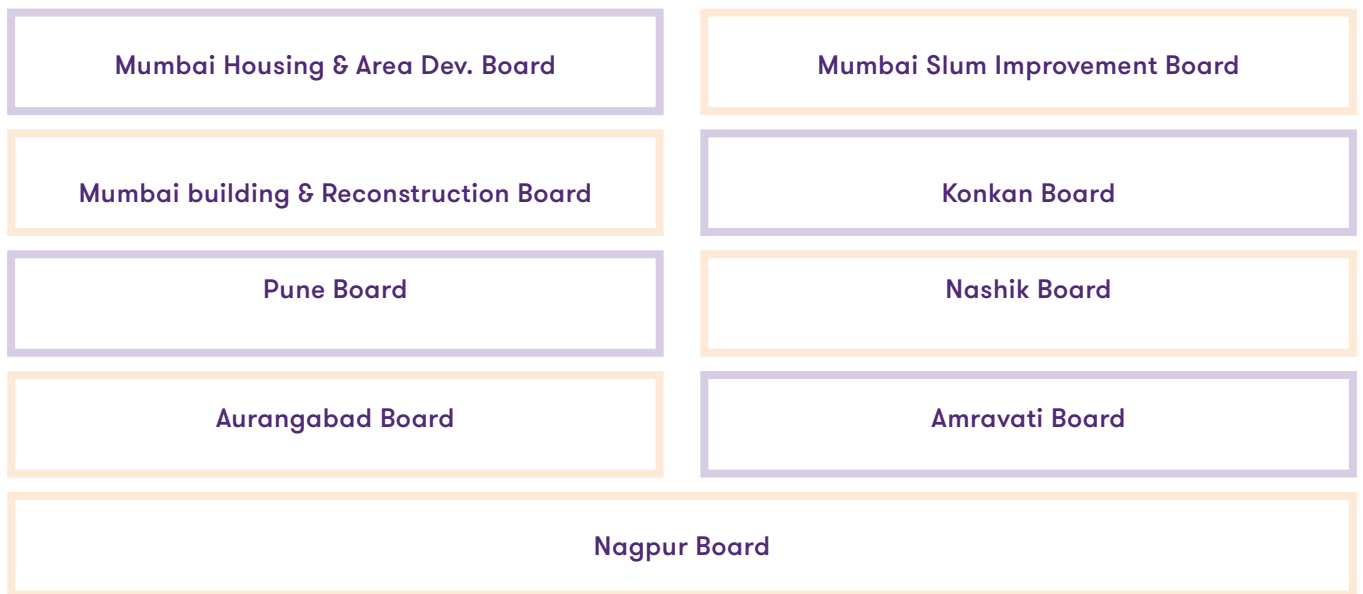 Mumbai Housing & Area Dev. Board
Mumbai Slum Improvement Board
Mumbai building & Reconstruction Board
Konkan Board
Pune Board
Nashik Board
Aurangabad Board
Amravati Board
Nagpur Board